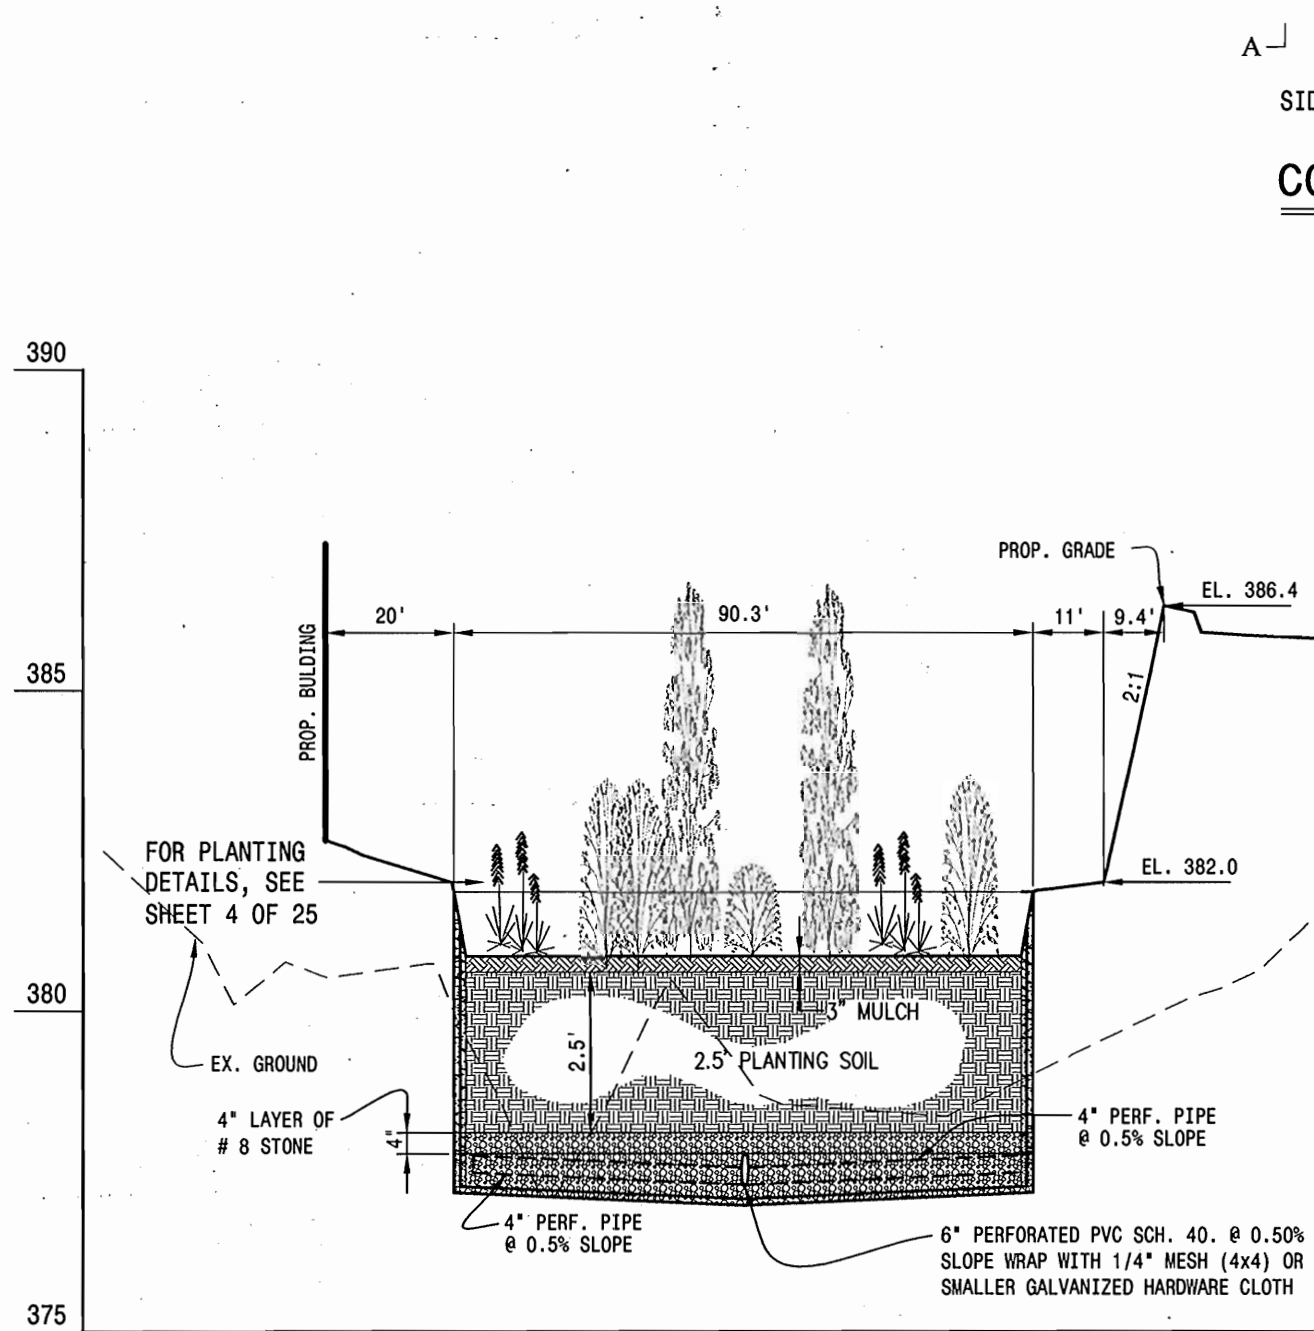 A
SID
CO
390
PROP. GRADE
EL. 386.4
20'
90.3'
11'
9.4'
385
PROP. BULDING
2:1
FOR PLANTING
DETAILS, SEE
SHEET 4 OF 25
EL. 382.0
380
3" MULCH
2.5'
2.5' PLANTING SOIL
EX. GROUND
4" LAYER OF
# 8 STONE
4"
4" PERF. PIPE
@ 0.5% SLOPE
4" PERF. PIPE
@ 0.5% SLOPE
6" PERFORATED PVC SCH. 40. @ 0.50%
SLOPE WRAP WITH 1/4" MESH (4x4) OR
SMALLER GALVANIZED HARDWARE CLOTH
375